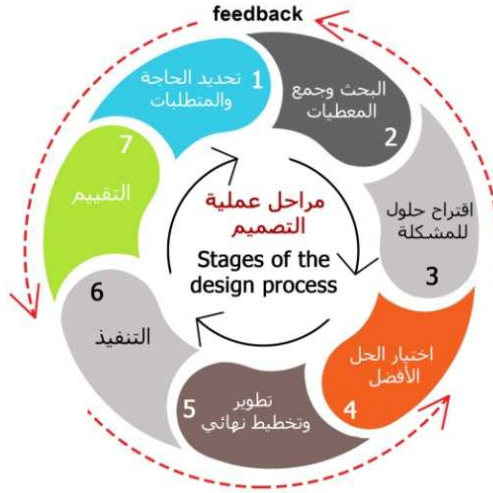 feedback
1
تحديد الحاجة
والمتطلبات
البحث وجمع
المعطيات
2
اقتراح حلول
للمشكلة
3
اختيار الحل
الأفضل
4
تطوير
وتخطيط نهائي
5
6
التنفيذ
7
التقييم
مراحل عملية
التصميم
Stages of the
design process